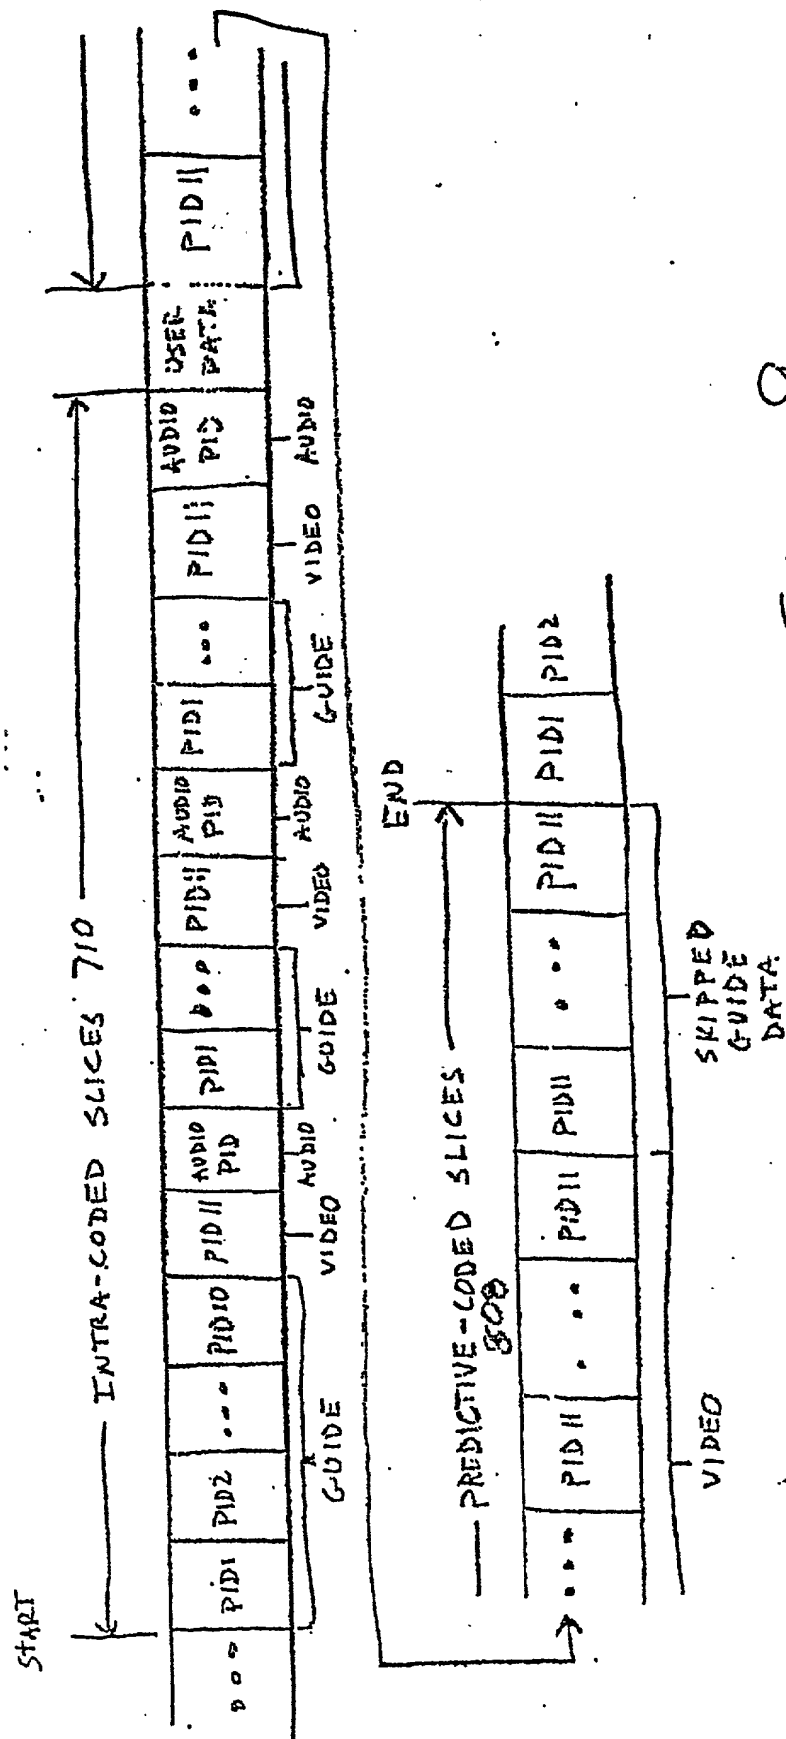 START
INTRA-CODED SLICES 710
... PID1 PID2 ... PID10 PID11 AUDIO PID PID1 ... PID11 AUDIO PID PID1 ... PID11 AUDIO PID USER DATA PID11 ...
GUIDE VIDEO AUDIO GUIDE VIDEO AUDIO GUIDE VIDEO AUDIO
PREDICTIVE-CODED SLICES
END
... PID11 ... PID11 PID11 ... PID11 PID1 PID2
VIDEO
SKIPPED
GUIDE
DATA